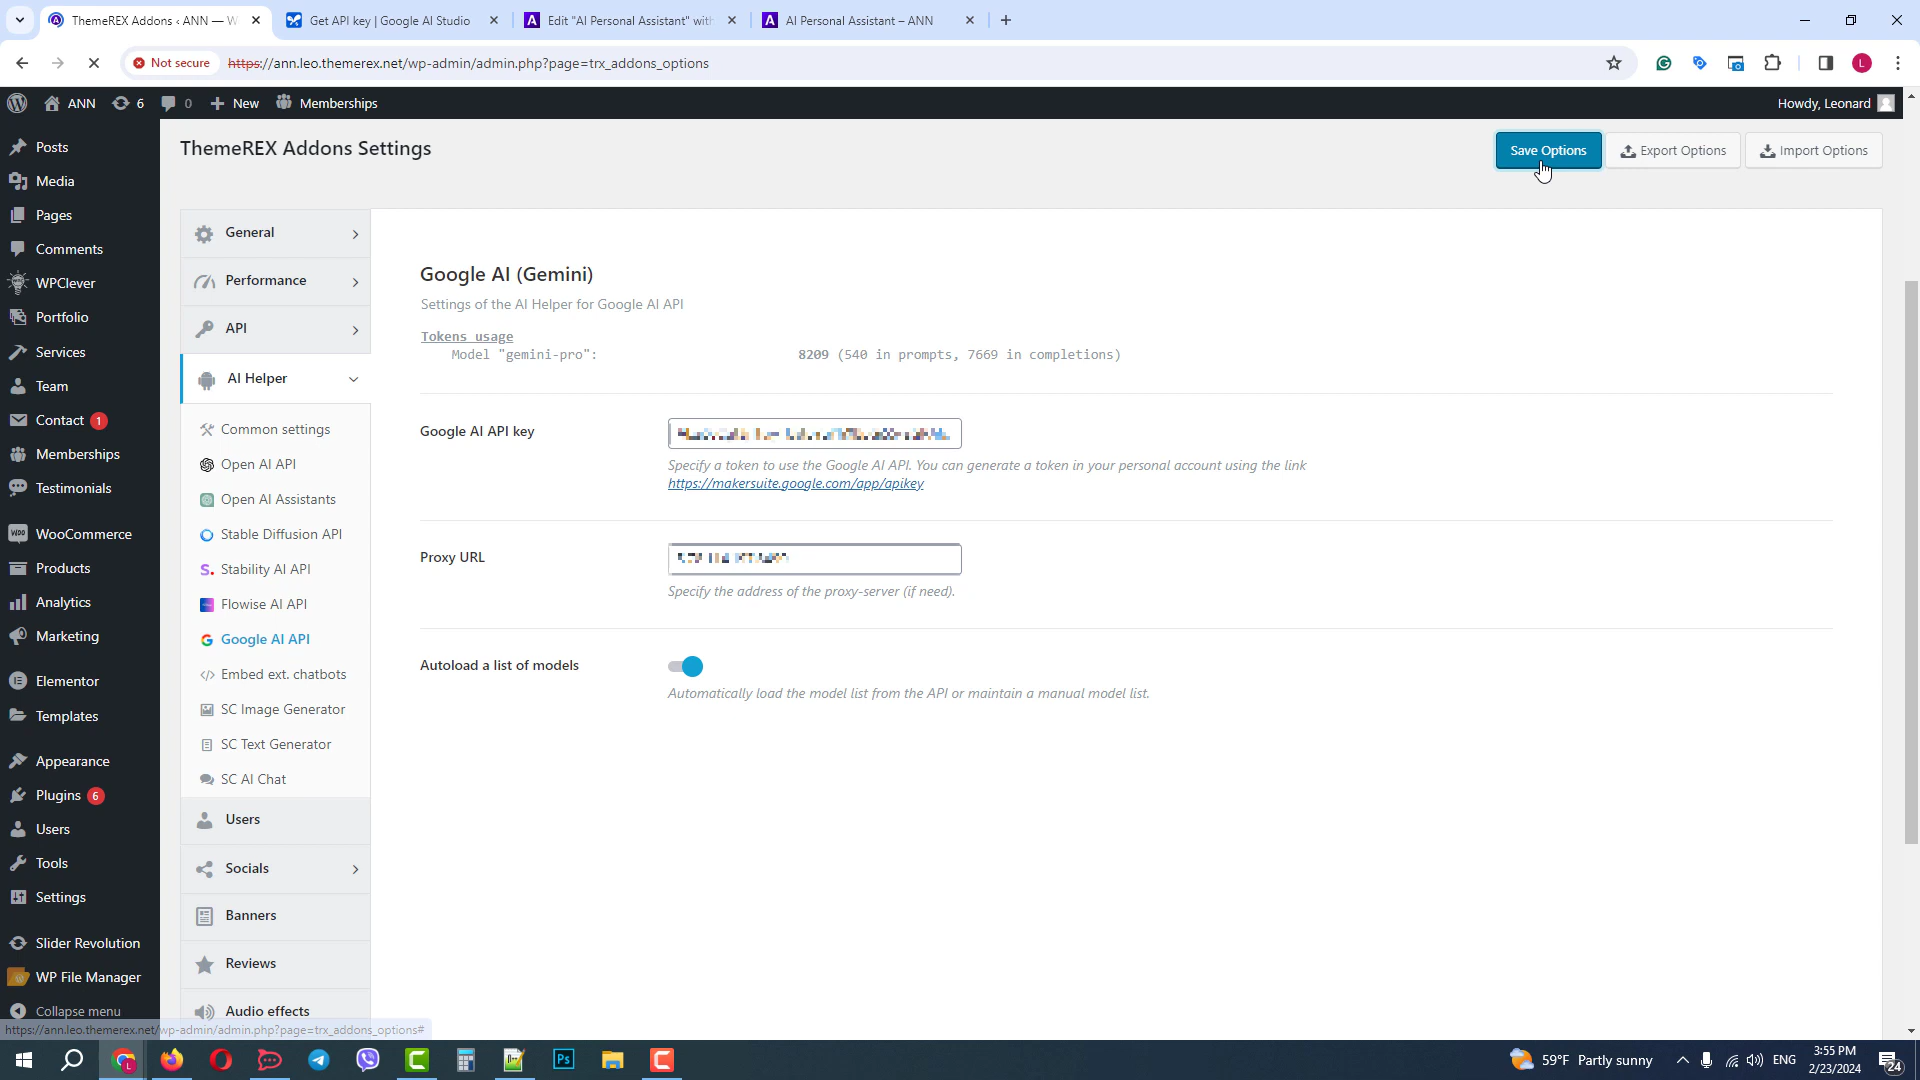 ThemeREX Addons ‹ ANN — W
Get API key | Google AI Studio
Edit "AI Personal Assistant" with
AI Personal Assistant – ANN
Not secure
https://ann.leo.themerex.net/wp-admin/admin.php?page=trx_addons_options
L
ANN
6
0
New
Memberships
Howdy, Leonard
Posts
Media
Pages
Comments
WPClever
Portfolio
Services
Team
Contact 1
Memberships
Testimonials
WooCommerce
Products
Analytics
Marketing
Elementor
Templates
Appearance
Plugins 6
Users
Tools
Settings
Slider Revolution
WP File Manager
Collapse menu
ThemeREX Addons Settings
Save Options
Export Options
Import Options
General
Performance
API
AI Helper
Common settings
Open AI API
Open AI Assistants
Stable Diffusion API
Stability AI API
Flowise AI API
Google AI API
Embed ext. chatbots
SC Image Generator
SC Text Generator
SC AI Chat
Users
Socials
Banners
Reviews
Audio effects
Google AI (Gemini)
Settings of the AI Helper for Google AI API
Tokens usage
Model "gemini-pro": 8209 (540 in prompts, 7669 in completions)
Google AI API key
Specify a token to use the Google AI API. You can generate a token in your personal account using the link
https://makersuite.google.com/app/apikey
Proxy URL
Specify the address of the proxy-server (if need).
Autoload a list of models
Automatically load the model list from the API or maintain a manual model list.
https://ann.leo.themerex.net/wp-admin/admin.php?page=trx_addons_options#
Ps
59°F Partly sunny
ENG
3:55 PM
2/23/2024
24